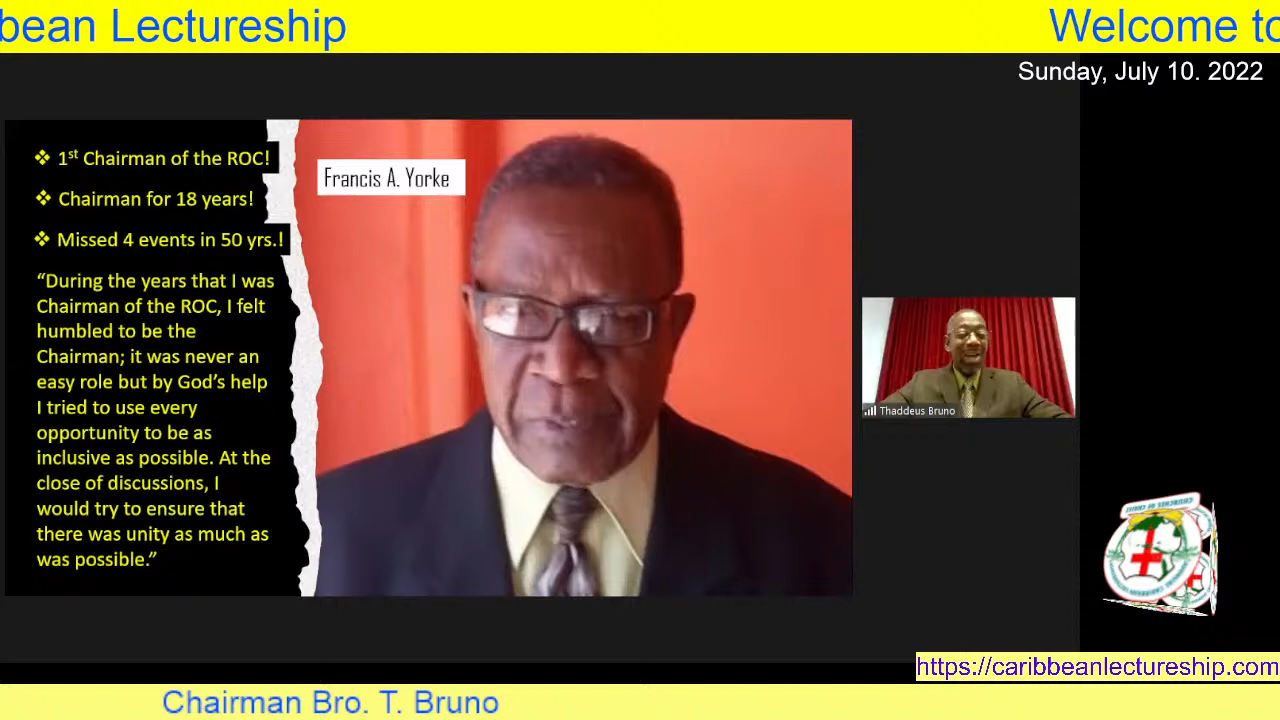 bean Lectureship
Welcome to
Sunday, July 10. 2022
❖ 1st Chairman of the ROC!
❖ Chairman for 18 years!
❖ Missed 4 events in 50 yrs.!
“During the years that I was
Chairman of the ROC, I felt
humbled to be the
Chairman; it was never an
easy role but by God’s help
I tried to use every
opportunity to be as
inclusive as possible. At the
close of discussions, I
would try to ensure that
there was unity as much as
was possible.”
Francis A. Yorke
Thaddeus Bruno
CHURCHES OF CHRIST
https://caribbeanlectureship.com
Chairman Bro. T. Bruno